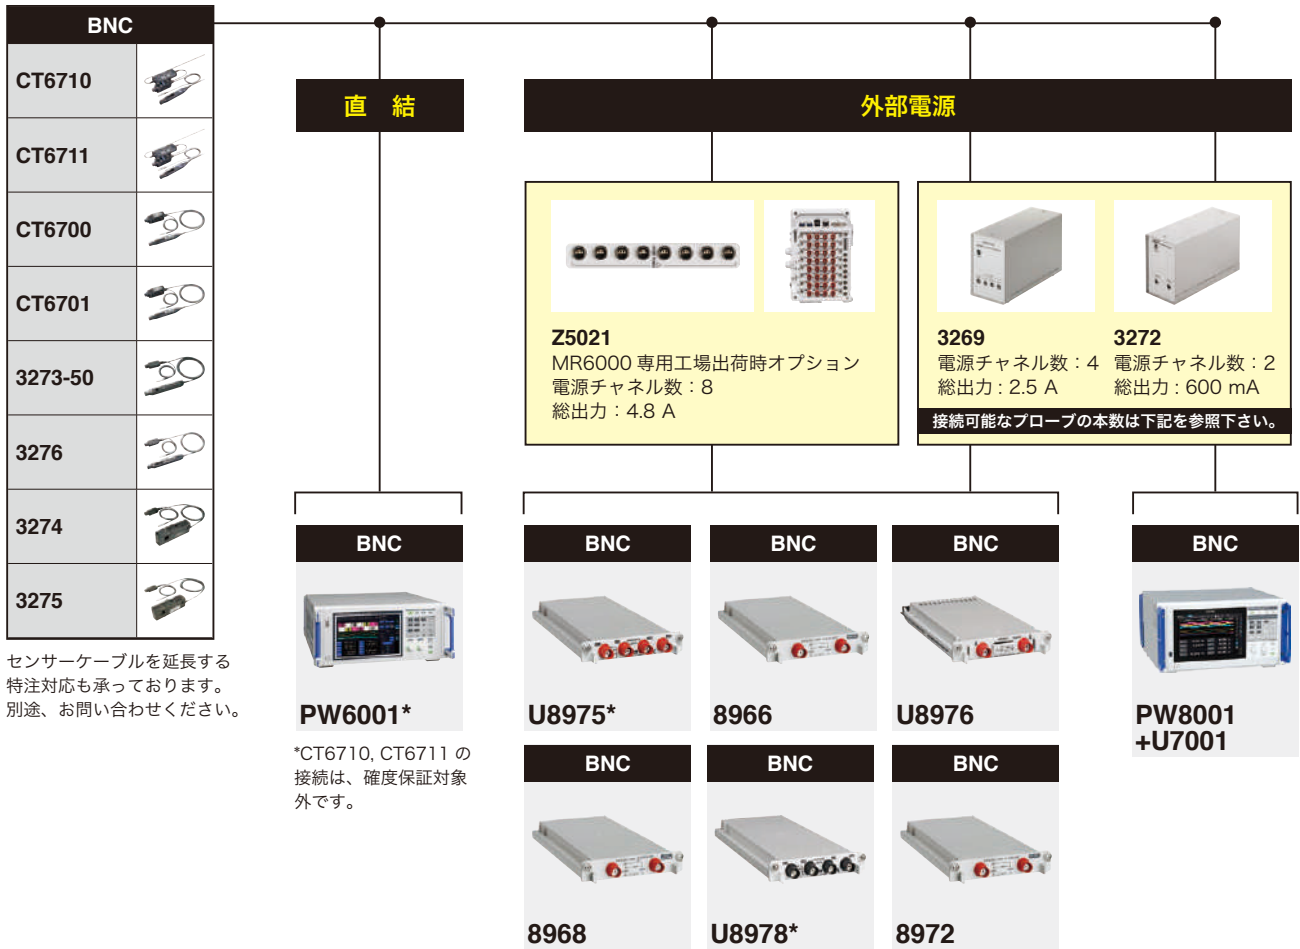 BNC
CT6710
CT6711
CT6700
CT6701
3273-50
3276
3274
3275
センサーケーブルを延長する
特注対応も承っております。
別途、お問い合わせください。
直 結
外部電源
Z5021
MR6000 専用工場出荷時オプション
電源チャネル数：8
総出力：4.8 A
3269
電源チャネル数：4
総出力 : 2.5 A
3272
電源チャネル数：2
総出力 : 600 mA
接続可能なプローブの本数は下記を参照下さい。
BNC
PW6001*
*CT6710, CT6711 の
接続は、確度保証対象
外です。
BNC
U8975*
BNC
8966
BNC
U8976
BNC
8968
BNC
U8978*
BNC
8972
BNC
PW8001
+U7001